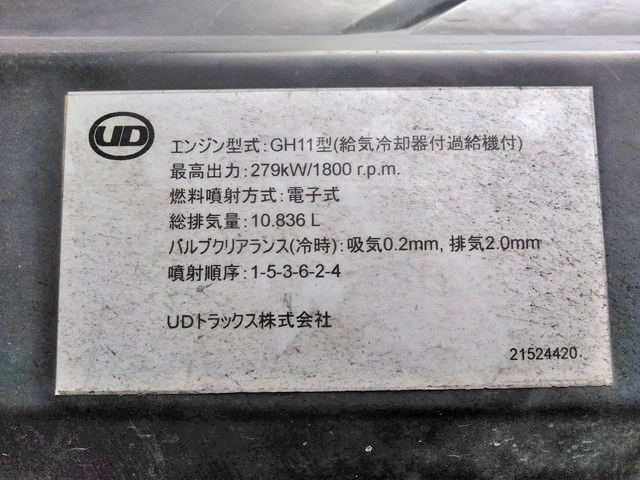 UD
エンジン型式:GH11型(給気冷却器付過給機付)
最高出力:279kW/1800 r.p.m.
燃料噴射方式:電子式
総排気量:10.836 L
バルブクリアランス(冷時):吸気0.2mm, 排気2.0mm
噴射順序:1-5-3-6-2-4
UDトラックス株式会社
21524420